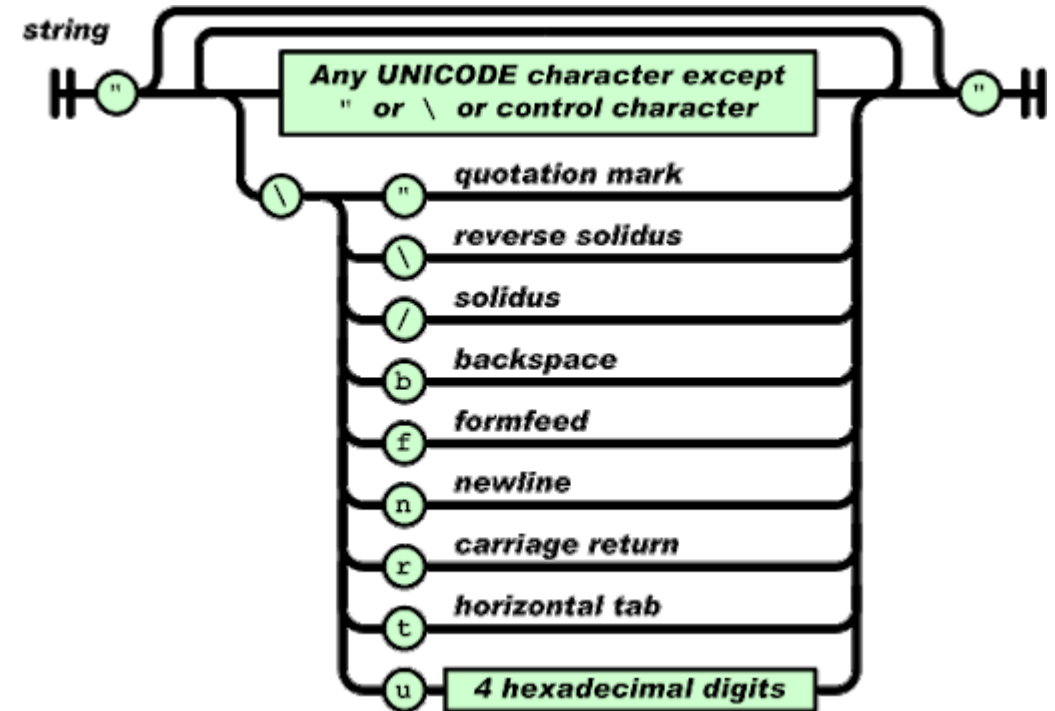 string
" Any UNICODE character except "
" or \ or control character
\ " quotation mark
\ reverse solidus
/ solidus
b backspace
f formfeed
n newline
r carriage return
t horizontal tab
u 4 hexadecimal digits